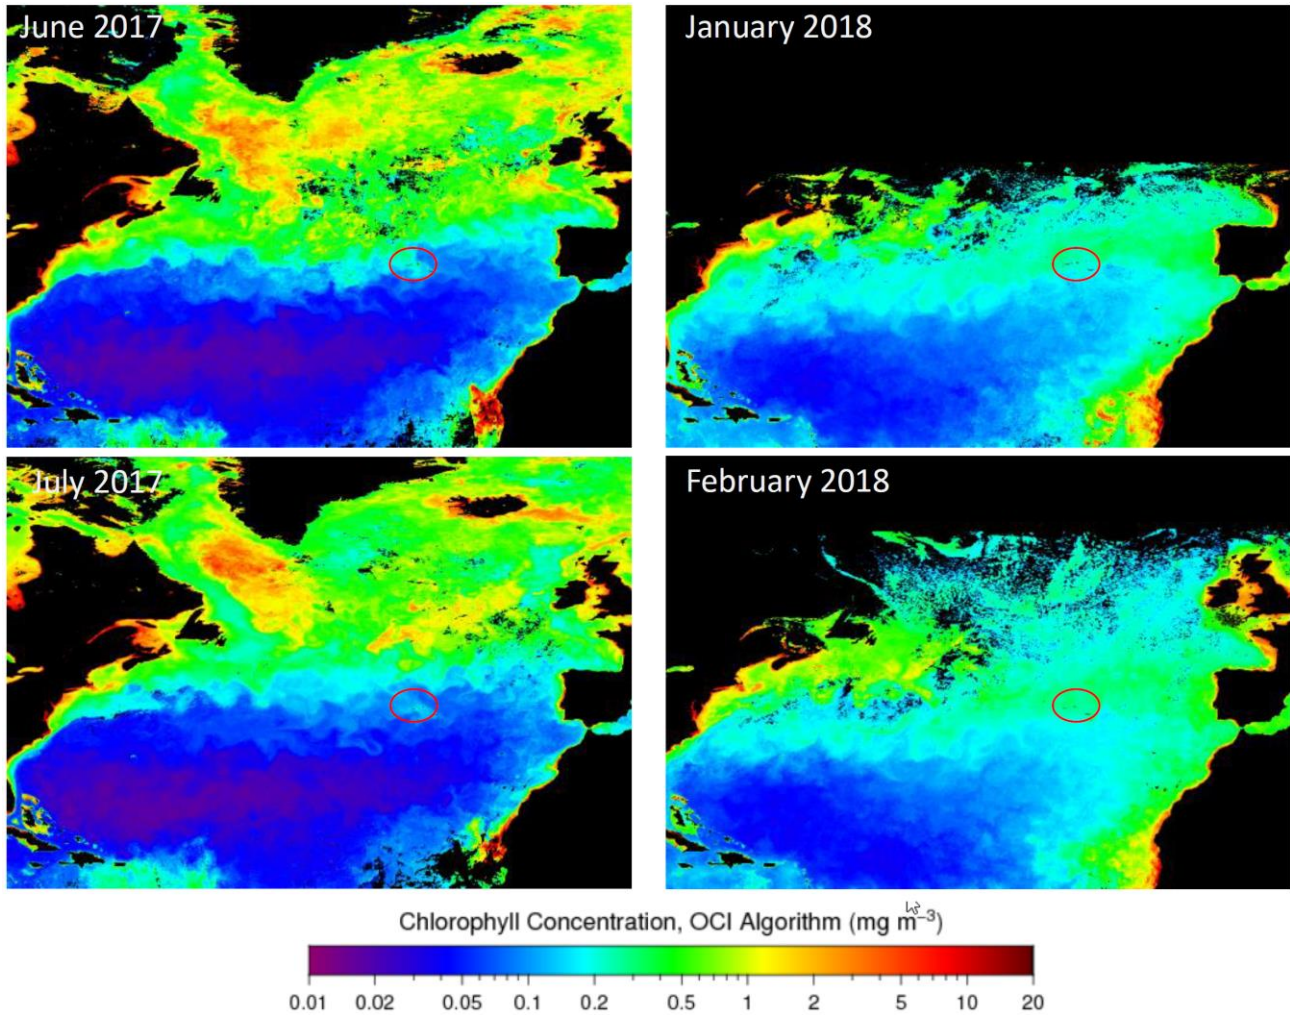 June 2017
January 2018
July 2017
February 2018
Chlorophyll Concentration, OCI Algorithm (mg m⁻³)
0.01 0.02 0.05 0.1 0.2 0.5 1 2 5 10 20